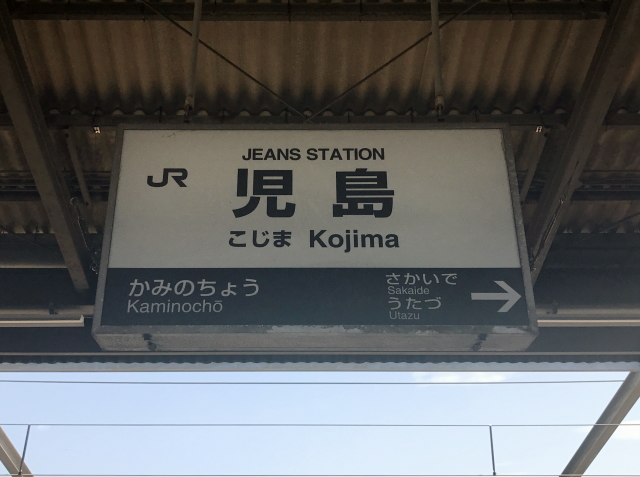 JEANS STATION
JR
児島
こじま Kojima
かみのちょう
Kaminochō
さかいで
Sakaide
うたづ
Utazu